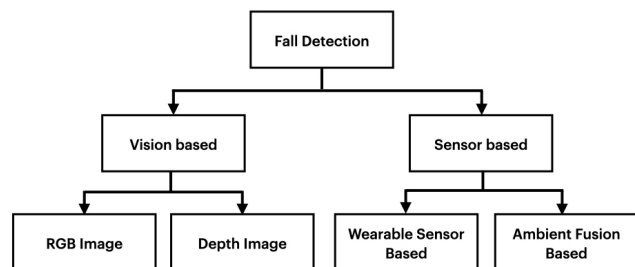 Fall Detection
Vision based
Sensor based
RGB Image
Depth Image
Wearable Sensor
Based
Ambient Fusion
Based